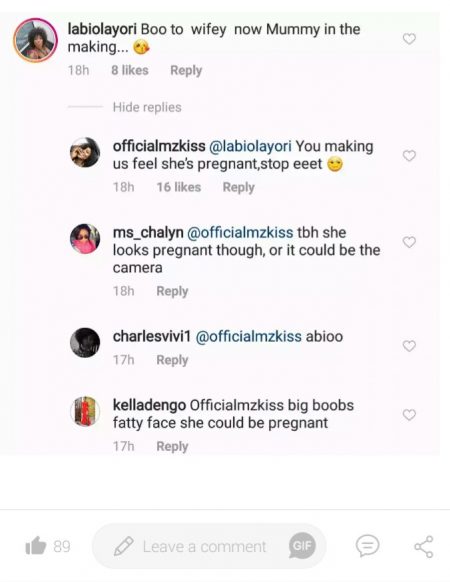 labiolayori Boo to wifey now Mummy in the
making... 😘
18h 8 likes Reply
Hide replies
officialmzkiss @labiolayori You making
us feel she's pregnant,stop eeet 😏
18h 16 likes Reply
ms_chalyn @officialmzkiss tbh she
looks pregnant though, or it could be the
camera
18h Reply
charlesvivi1 @officialmzkiss abioo
17h Reply
kelladengo Officialmzkiss big boobs
fatty face she could be pregnant
17h Reply
89 Leave a comment GIF